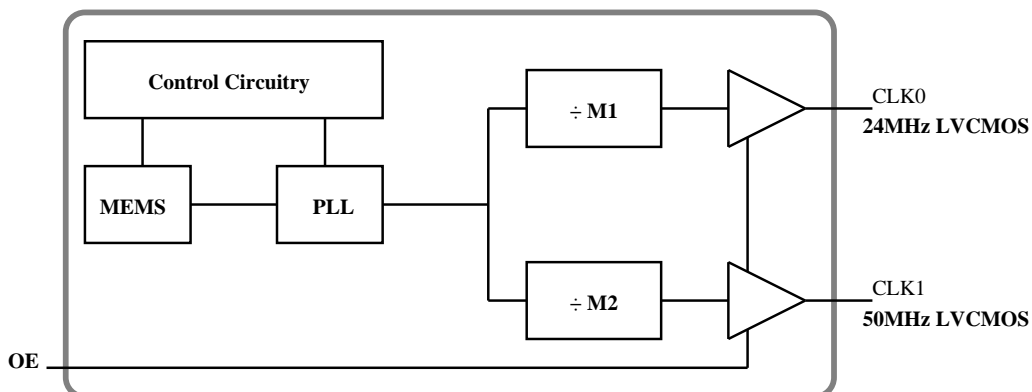 Control Circuitry
MEMS
PLL
÷ M1
÷ M2
CLK0
24MHz LVCMOS
CLK1
50MHz LVCMOS
OE